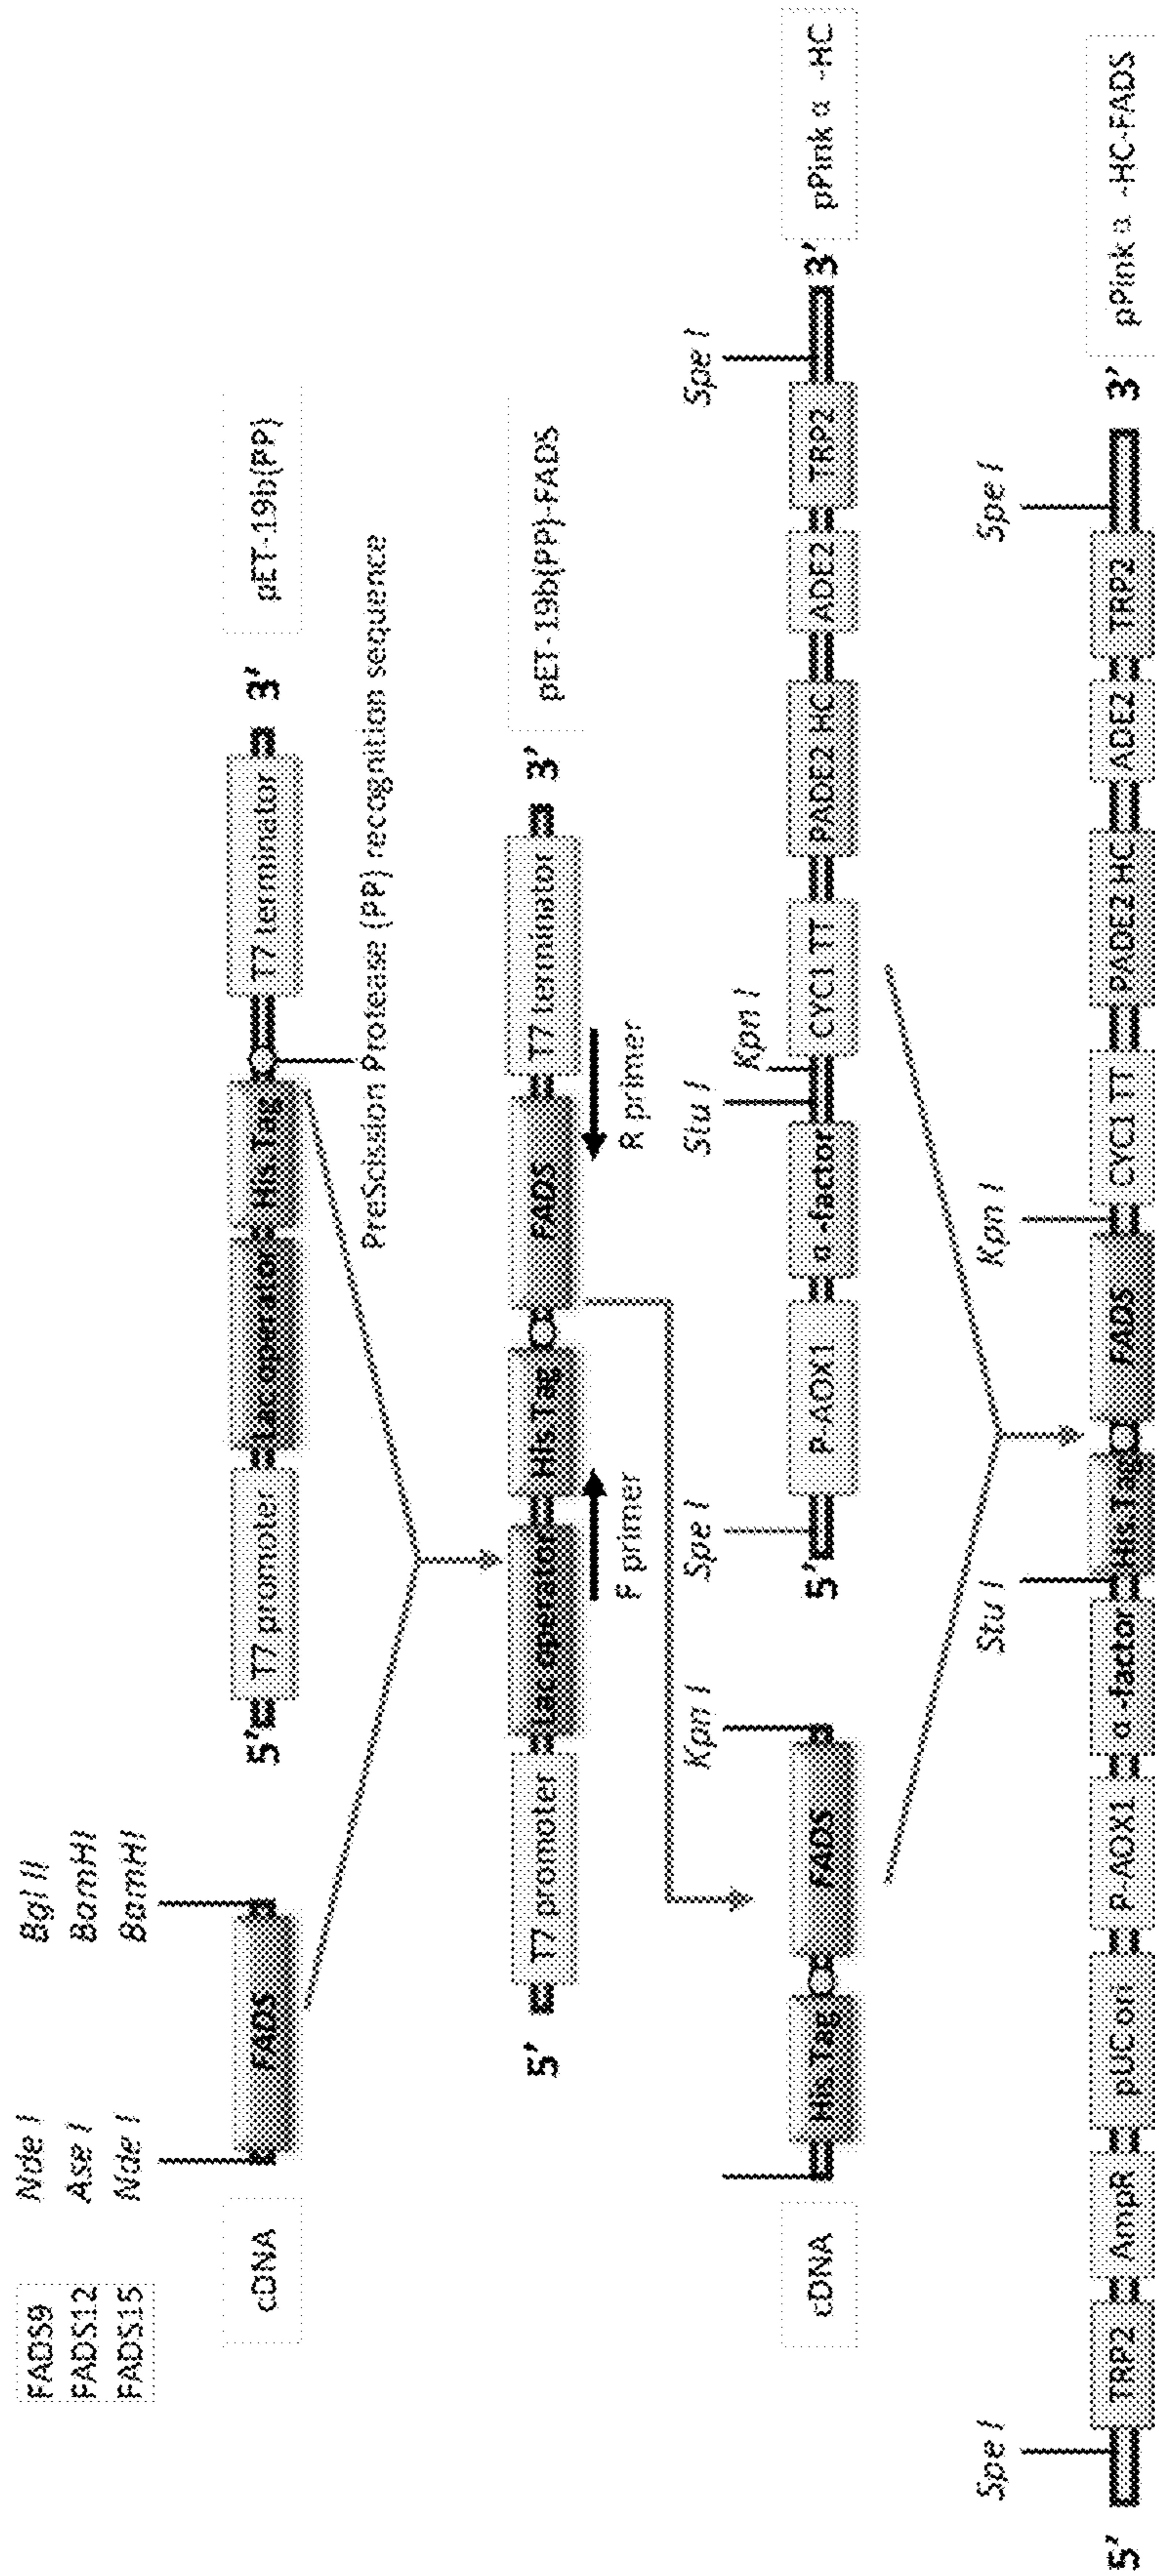 FADS9 Nde I Bgl II
FADS12 Ase I BamHI
FADS15 Nde I BamHI
cDNA FADS 5' T7 promoter Lac operator His.Tag T7 terminator 3' pET-19b(PP)
PreScission Protease (PP) recognition sequence
5' T7 promoter Lac operator His.Tag FADS T7 terminator 3' pET-19b(PP)-FADS
F primer R primer
Kpn I Spe I Stu I Kpn I Spe I
cDNA His.Tag FADS 5' P-AOX1 α-factor CYC1 TT PADE2 HC ADE2 TRP2 3' pPink α -HC
Spe I Stu I Kpn I Spe I
5' TRP2 AmpR pUC ori P-AOX1 α-factor His.Tag FADS CYC1 TT PADE2 HC ADE2 TRP2 3' pPink α -HC-FADS